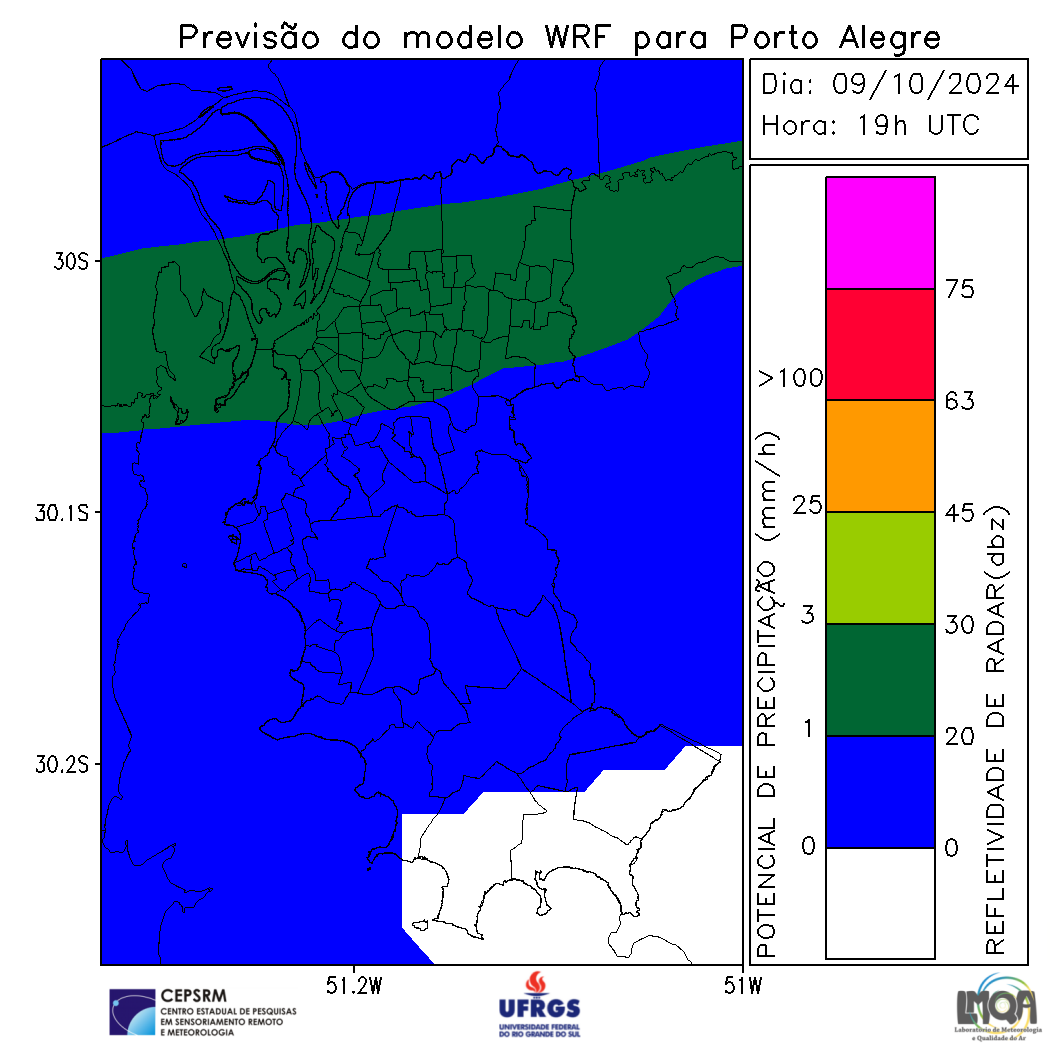 Previsão do modelo WRF para Porto Alegre
Dia: 09/10/2024
Hora: 19h UTC
30S
30.1S
30.2S
51.2W
51W
POTENCIAL DE PRECIPITAÇÃO (mm/h)
>100
25
3
1
0
75
63
45
30
20
0
REFLETIVIDADE DE RADAR(dbz)
CEPSRM
CENTRO ESTADUAL DE PESQUISAS
EM SENSORIAMENTO REMOTO
E METEOROLOGIA
UFRGS
UNIVERSIDADE FEDERAL
DO RIO GRANDE DO SUL
LMQA
Laboratório de Meteorologia
e Qualidade do Ar